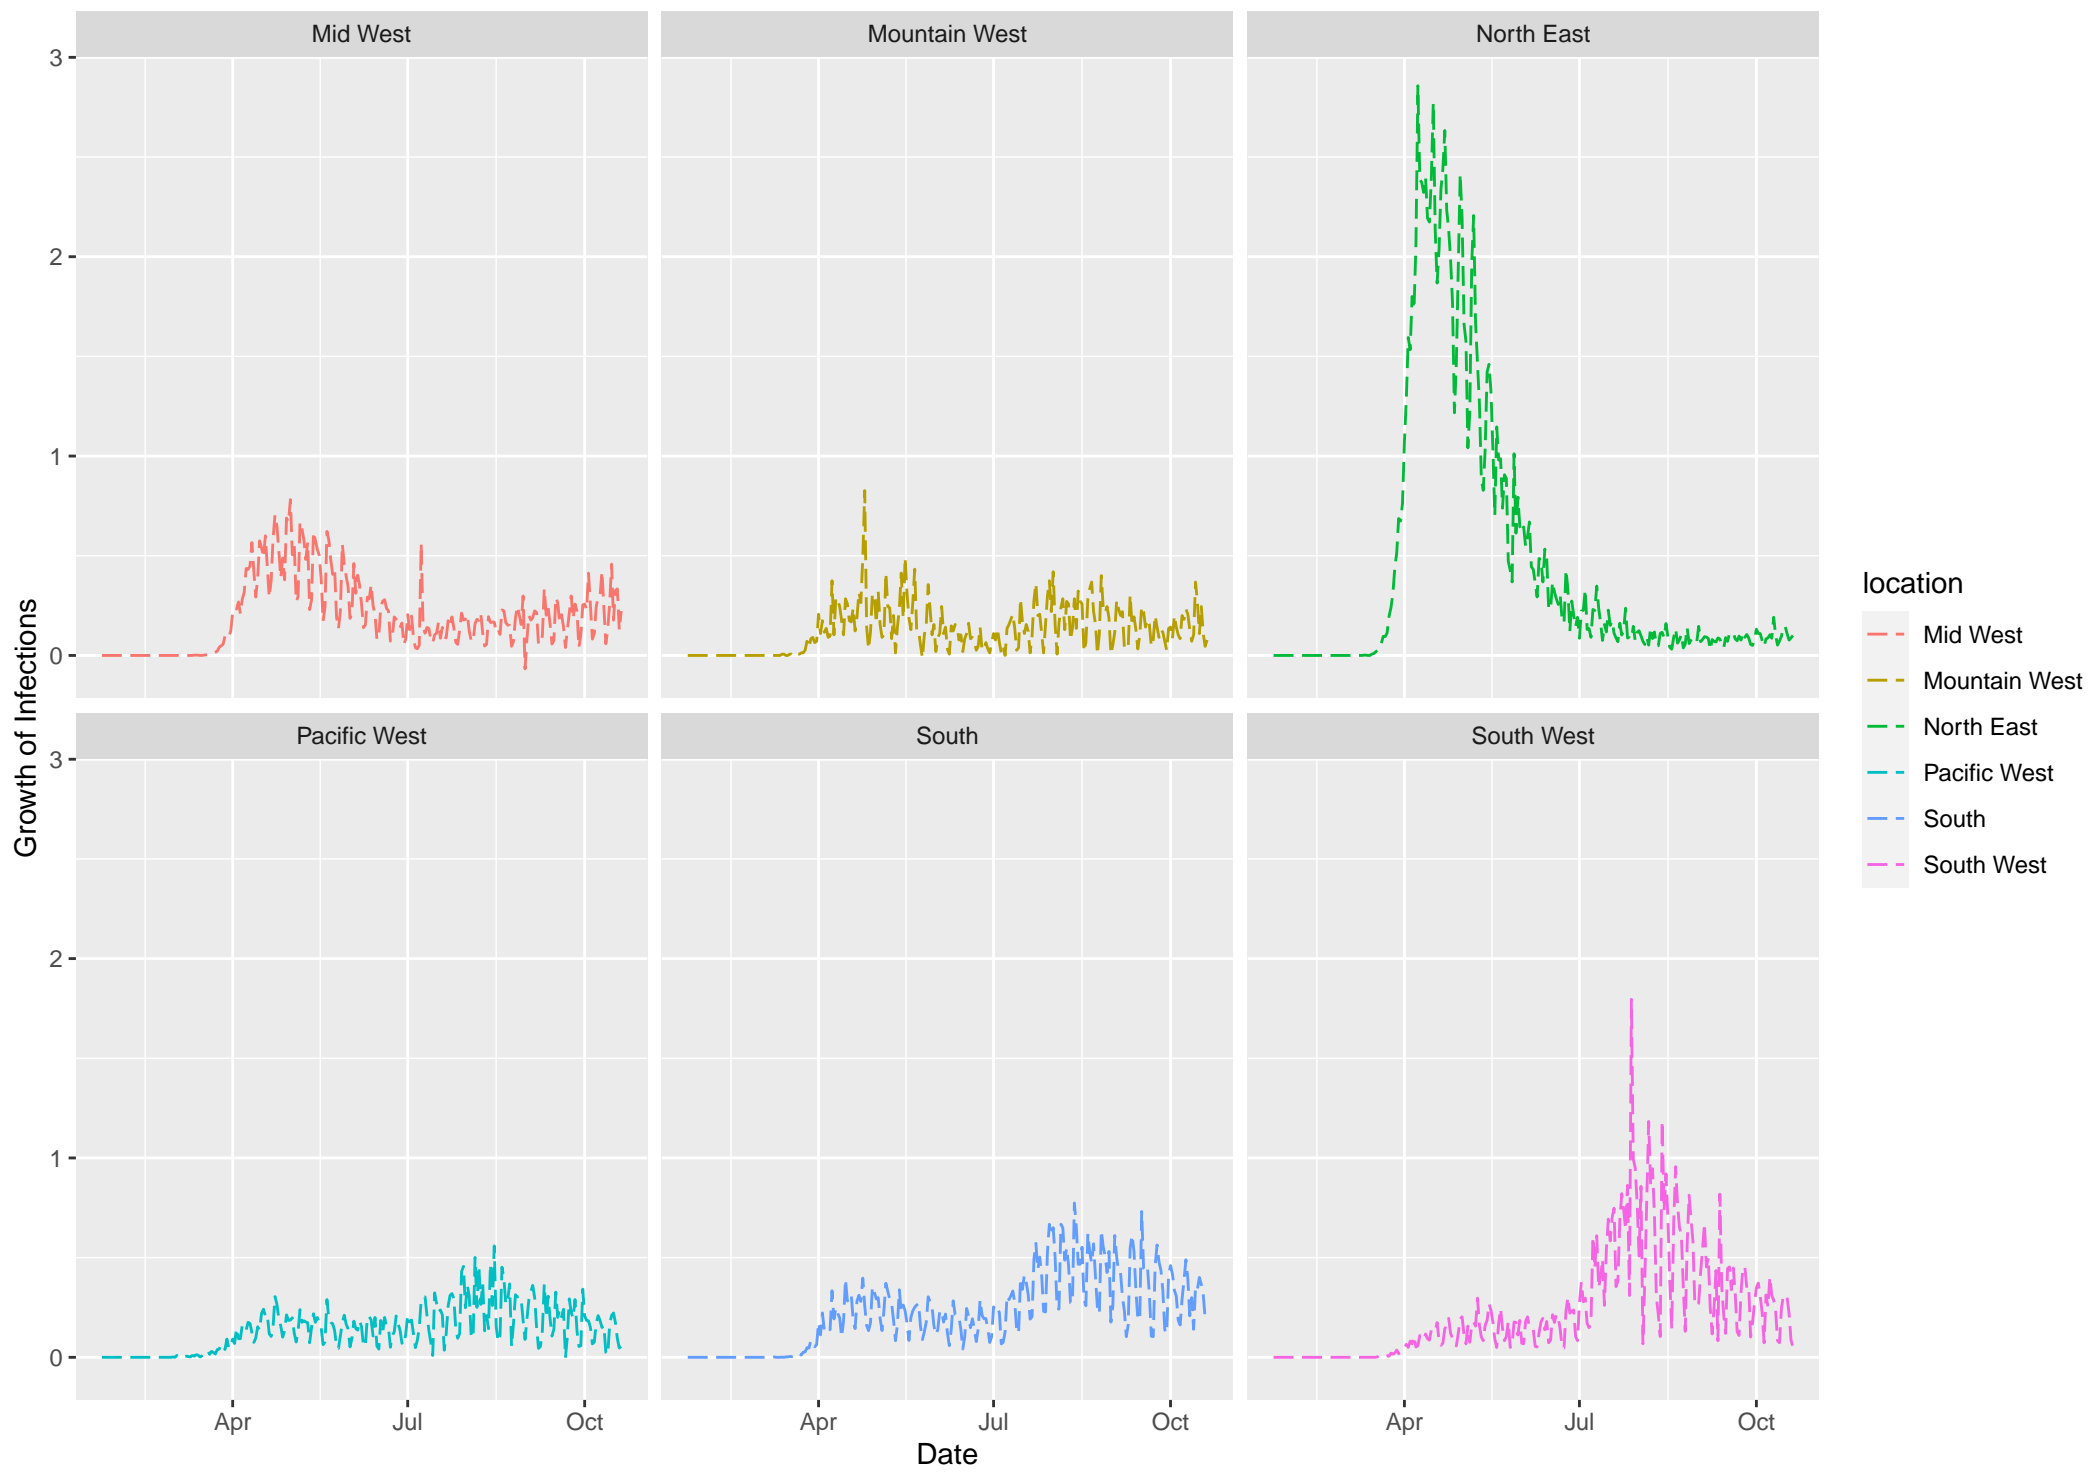 Mid West
Mountain West
North East
3
2
1
0
Pacific West
South
South West
3
2
1
0
Apr
Jul
Oct
Apr
Jul
Oct
Apr
Jul
Oct
Date
Growth of Infections
location
Mid West
Mountain West
North East
Pacific West
South
South West